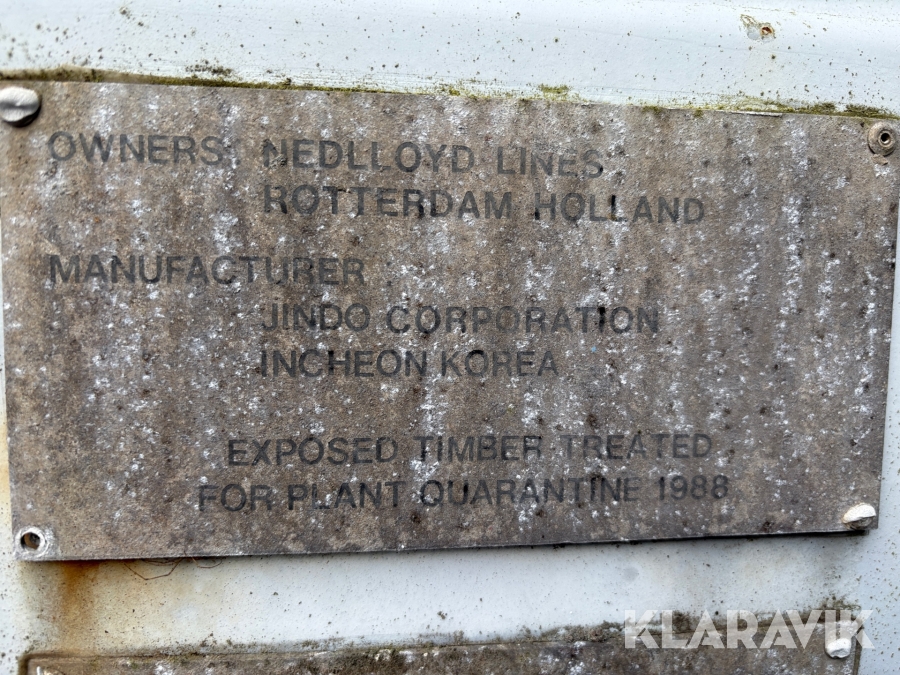 OWNERS: NEDLLOYD LINES
ROTTERDAM HOLLAND
MANUFACTURER
JINDO CORPORATION
INCHEON KOREA
EXPOSED TIMBER TREATED
FOR PLANT QUARANTINE 1988
KLARAVIK